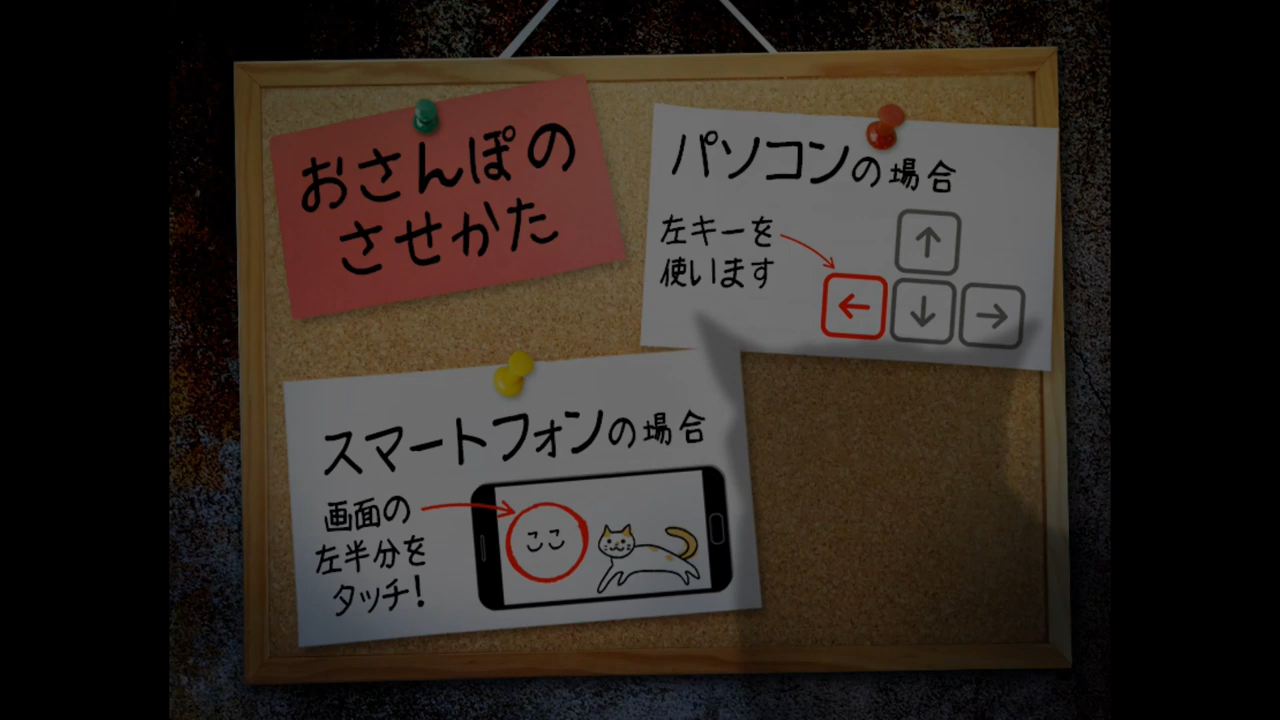 おさんぽの
させかた
パソコンの場合
左キーを
使います
↑
← ↓ →
スマートフォンの場合
画面の
左半分を
タッチ!
ここ